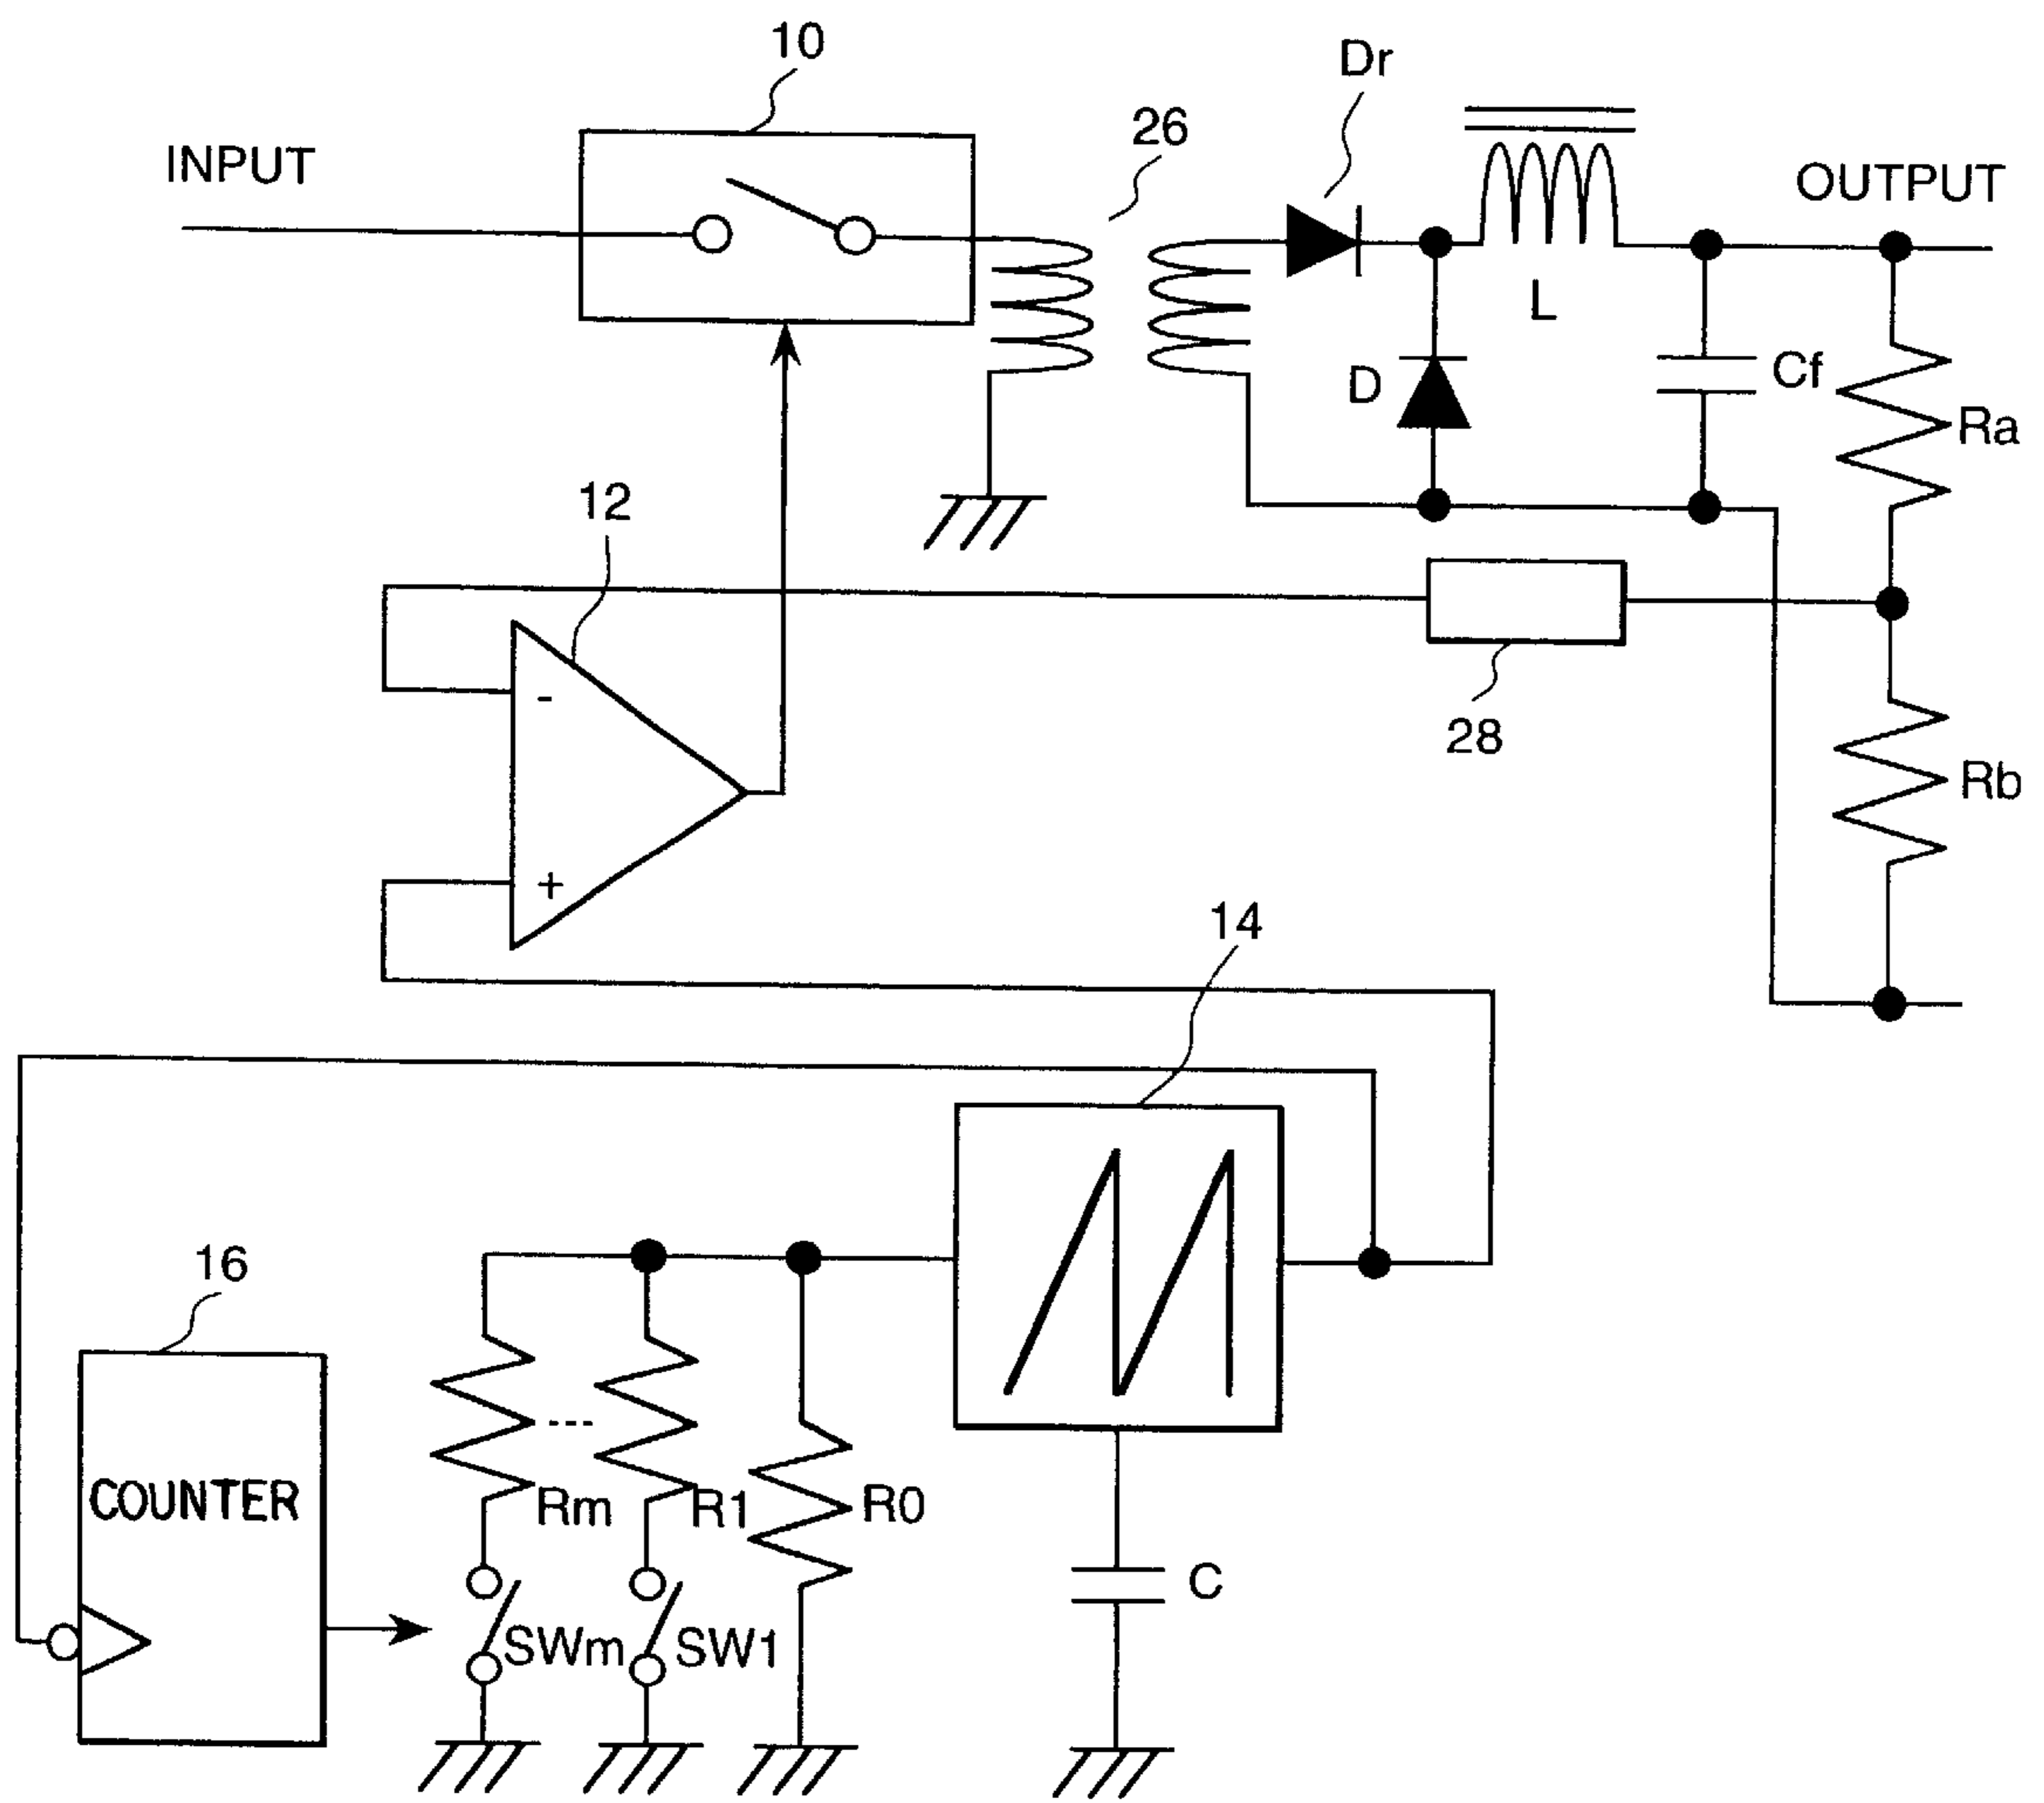 10
Dr
26
INPUT
OUTPUT
L
D
Cf
Ra
12
-
28
Rb
+
14
16
COUNTER
Rm
R1
R0
C
SWm
SW1